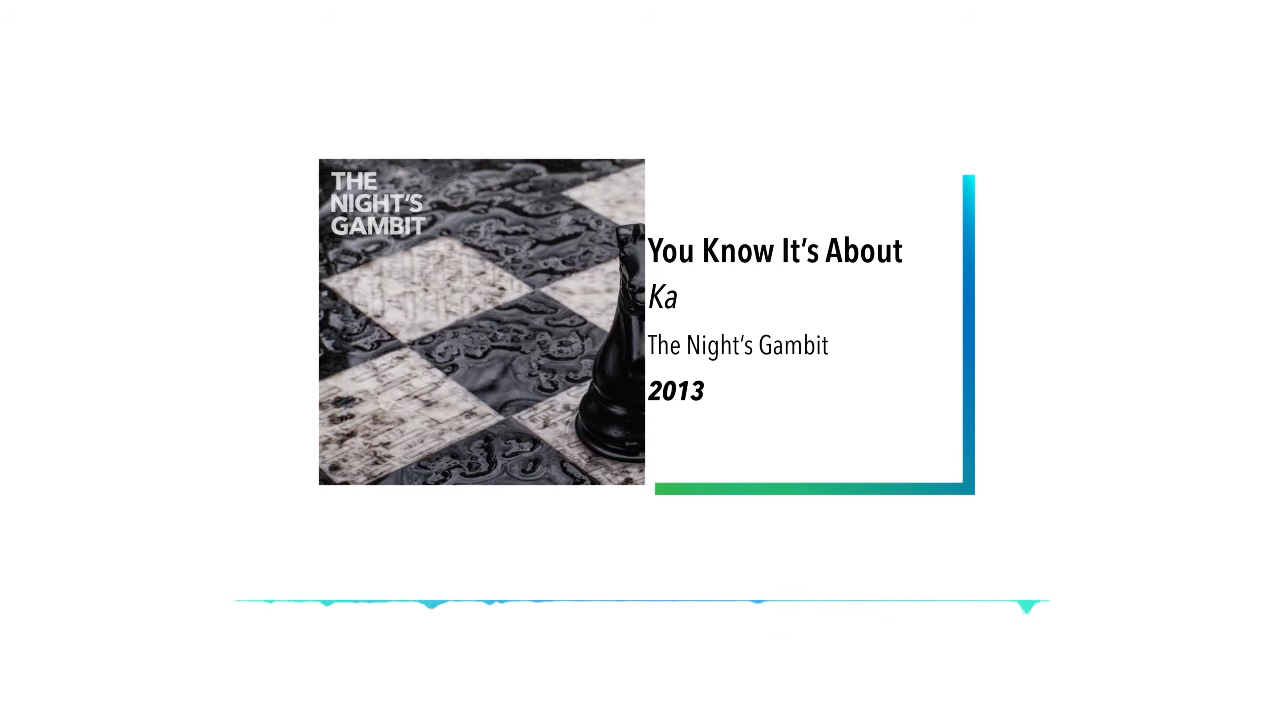 THE
NIGHT'S
GAMBIT
You Know It's About
Ka
The Night's Gambit
2013